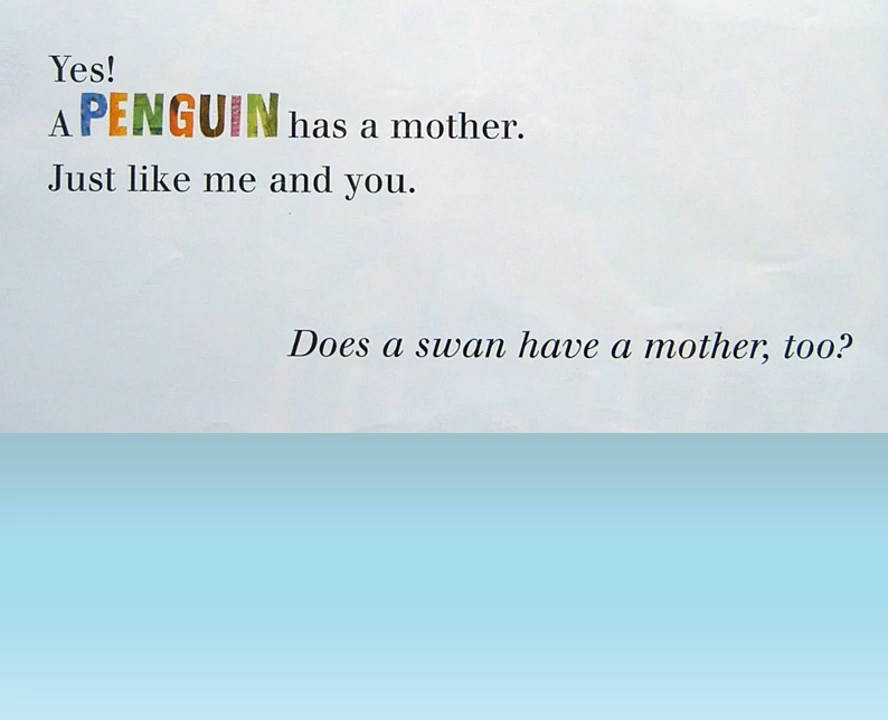 Yes!
A PENGUIN has a mother.
Just like me and you.
Does a swan have a mother, too?